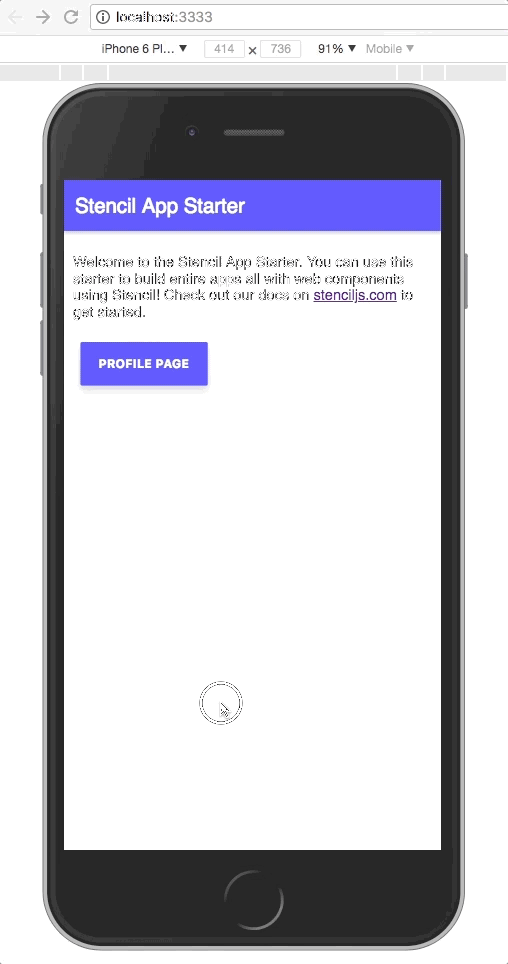 localhost:3333
iPhone 6 Pl... ▼ 414 × 736 91% ▼ Mobile ▼
Stencil App Starter
Welcome to the Stencil App Starter. You can use this
starter to build entire apps all with web components
using Stencil! Check out our docs on stenciljs.com to
get started.
PROFILE PAGE